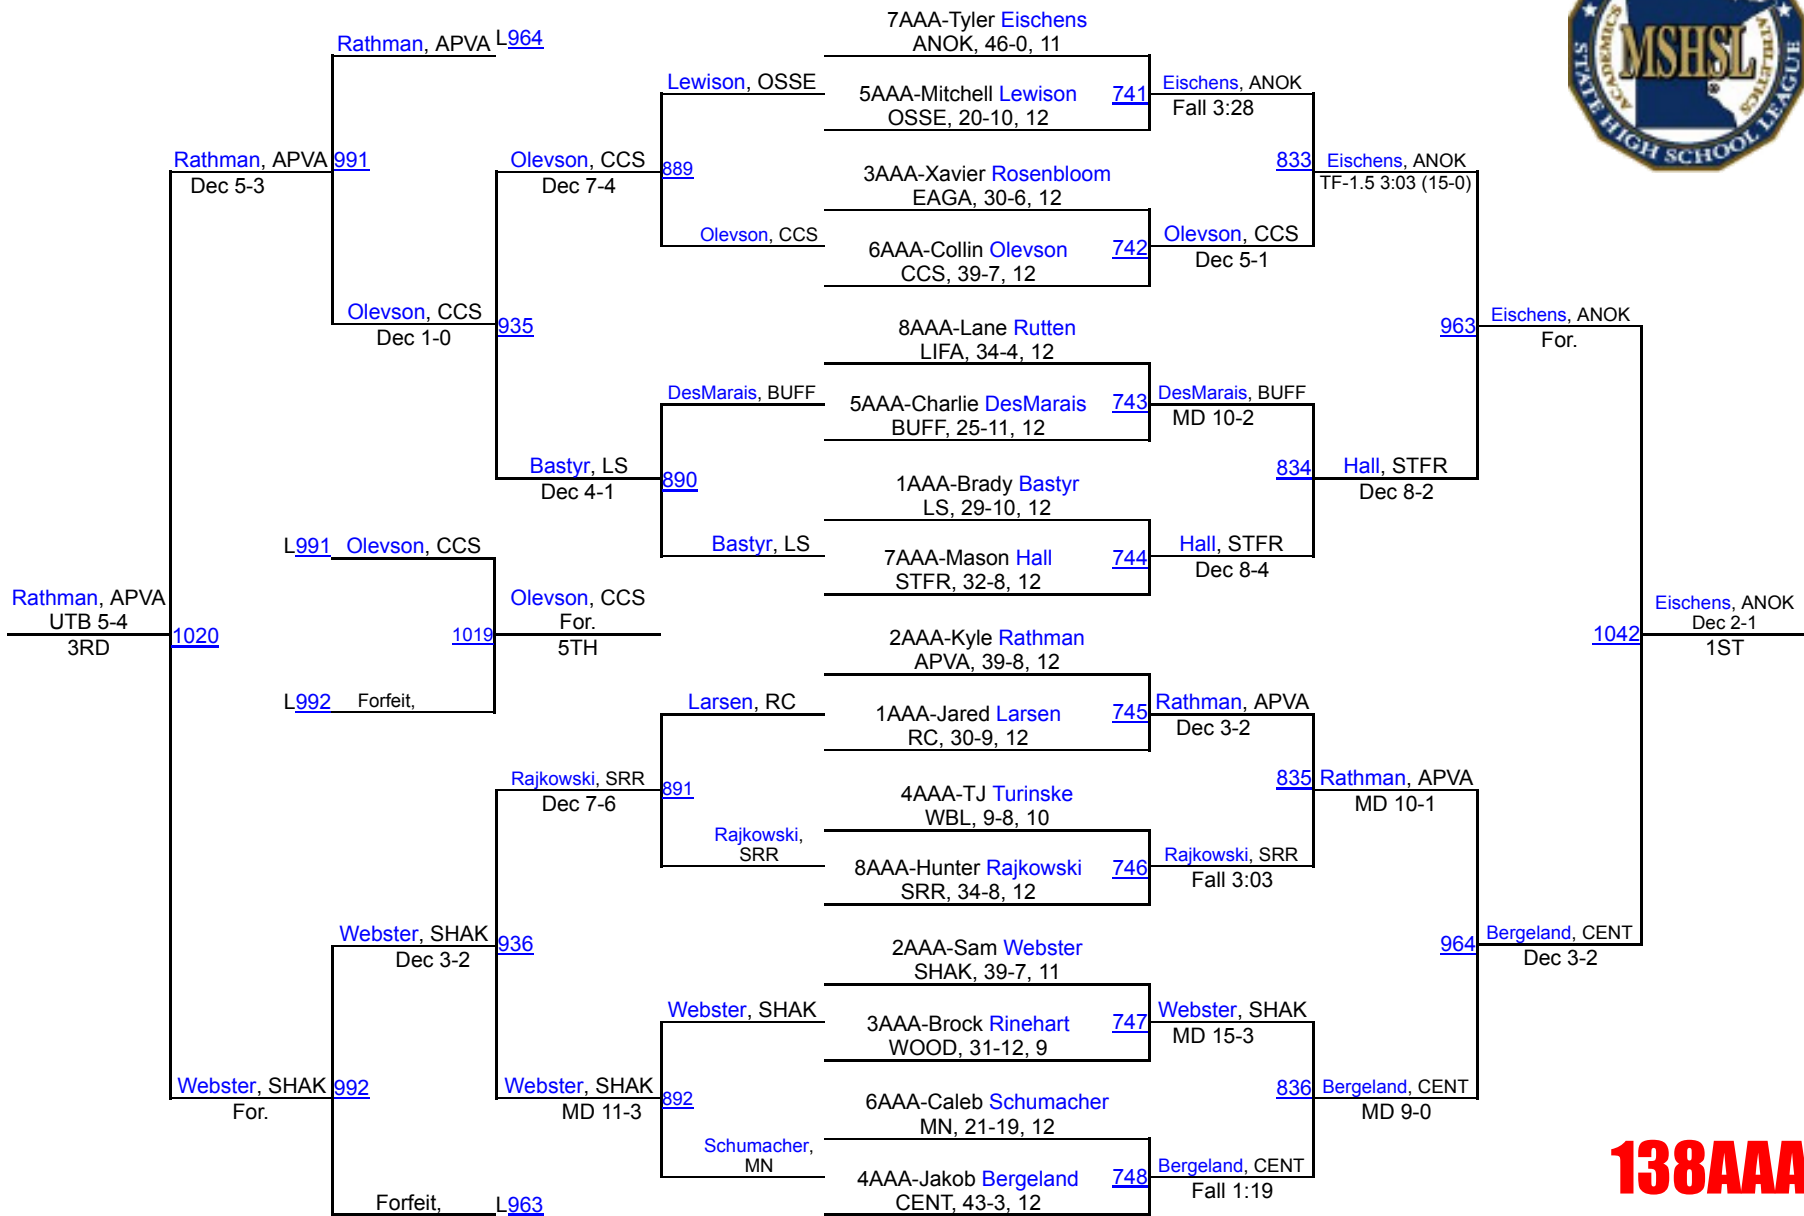 Rathman, APVA L964
Rathman, APVA 991
Dec 5-3
Olevson, CCS
Dec 1-0
935
Olevson, CCS
Dec 7-4
Lewison, OSSE
889
Olevson, CCS
Bastyr, LS
Dec 4-1
DesMarais, BUFF
890
Bastyr, LS
L991 Olevson, CCS
Rathman, APVA
UTB 5-4
3RD
1020
1019
Olevson, CCS
For.
5TH
L992 Forfeit,
Larsen, RC
Rajkowski, SRR
Dec 7-6
891
Rajkowski,
SRR
Webster, SHAK
Dec 3-2
936
Webster, SHAK
Webster, SHAK
MD 11-3
892
Schumacher,
MN
Webster, SHAK
For.
992
Forfeit, L963
7AAA-Tyler Eischens
ANOK, 46-0, 11
5AAA-Mitchell Lewison
OSSE, 20-10, 12
741
Eischens, ANOK
Fall 3:28
3AAA-Xavier Rosenbloom
EAGA, 30-6, 12
6AAA-Collin Olevson
CCS, 39-7, 12
742
Olevson, CCS
Dec 5-1
833
Eischens, ANOK
TF-1.5 3:03 (15-0)
8AAA-Lane Rutten
LIFA, 34-4, 12
5AAA-Charlie DesMarais
BUFF, 25-11, 12
743
DesMarais, BUFF
MD 10-2
1AAA-Brady Bastyr
LS, 29-10, 12
7AAA-Mason Hall
STFR, 32-8, 12
744
Hall, STFR
Dec 8-4
834
Hall, STFR
Dec 8-2
963
Eischens, ANOK
For.
2AAA-Kyle Rathman
APVA, 39-8, 12
1AAA-Jared Larsen
RC, 30-9, 12
745
Rathman, APVA
Dec 3-2
4AAA-TJ Turinske
WBL, 9-8, 10
8AAA-Hunter Rajkowski
SRR, 34-8, 12
746
Rajkowski, SRR
Fall 3:03
835
Rathman, APVA
MD 10-1
2AAA-Sam Webster
SHAK, 39-7, 11
3AAA-Brock Rinehart
WOOD, 31-12, 9
747
Webster, SHAK
MD 15-3
6AAA-Caleb Schumacher
MN, 21-19, 12
4AAA-Jakob Bergeland
CENT, 43-3, 12
748
Bergeland, CENT
Fall 1:19
836
Bergeland, CENT
MD 9-0
964
Bergeland, CENT
Dec 3-2
1042
Eischens, ANOK
Dec 2-1
1ST
MSHSL
ACADEMICS
ATHLETICS
STATE HIGH SCHOOL LEAGUE
138AAA